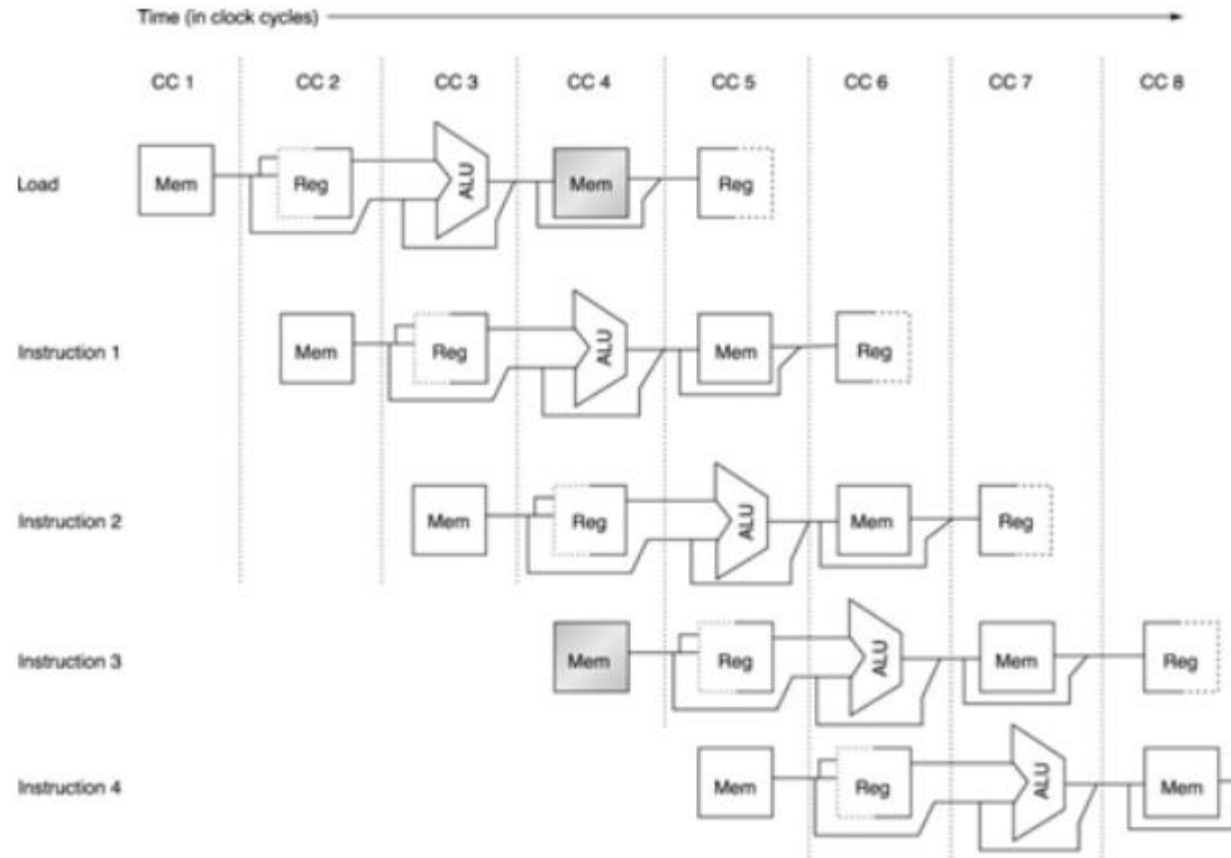 Time (in clock cycles)
CC 1 CC 2 CC 3 CC 4 CC 5 CC 6 CC 7 CC 8
Load Mem Reg ALU Mem Reg
Instruction 1 Mem Reg ALU Mem Reg
Instruction 2 Mem Reg ALU Mem Reg
Instruction 3 Mem Reg ALU Mem Reg
Instruction 4 Mem Reg ALU Mem